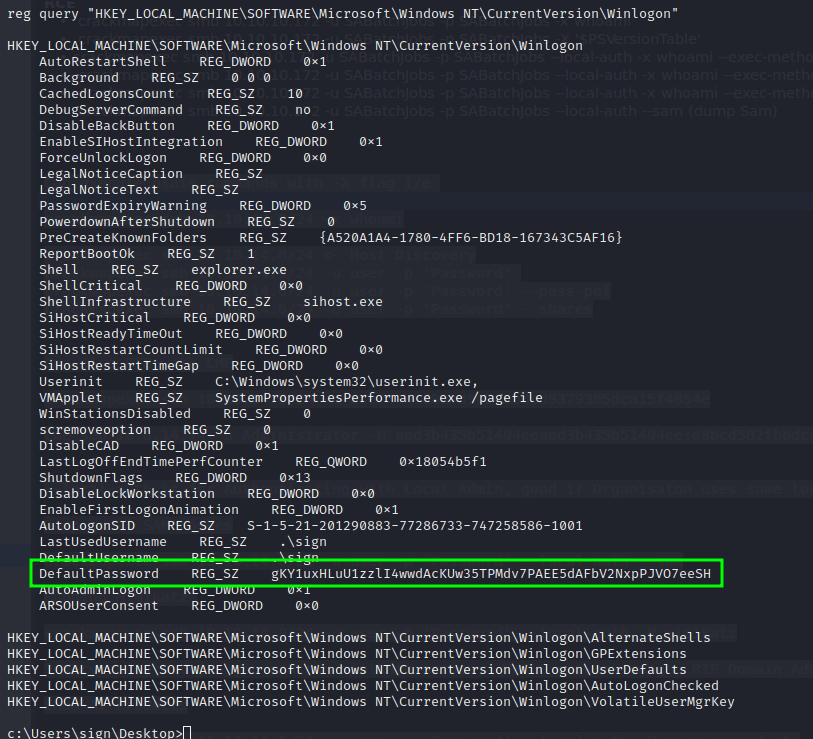 reg query "HKEY_LOCAL_MACHINE\SOFTWARE\Microsoft\Windows NT\CurrentVersion\Winlogon"
HKEY_LOCAL_MACHINE\SOFTWARE\Microsoft\Windows NT\CurrentVersion\Winlogon
AutoRestartShell    REG_DWORD    0×1
Background    REG_SZ    0 0 0
CachedLogonsCount    REG_SZ    10
DebugServerCommand    REG_SZ    no
DisableBackButton    REG_DWORD    0×1
EnableSIHostIntegration    REG_DWORD    0×1
ForceUnlockLogon    REG_DWORD    0×0
LegalNoticeCaption    REG_SZ
LegalNoticeText    REG_SZ
PasswordExpiryWarning    REG_DWORD    0×5
PowerdownAfterShutdown    REG_SZ    0
PreCreateKnownFolders    REG_SZ    {A520A1A4-1780-4FF6-BD18-167343C5AF16}
ReportBootOk    REG_SZ    1
Shell    REG_SZ    explorer.exe
ShellCritical    REG_DWORD    0×0
ShellInfrastructure    REG_SZ    sihost.exe
SiHostCritical    REG_DWORD    0×0
SiHostReadyTimeOut    REG_DWORD    0×0
SiHostRestartCountLimit    REG_DWORD    0×0
SiHostRestartTimeGap    REG_DWORD    0×0
Userinit    REG_SZ    C:\Windows\system32\userinit.exe,
VMApplet    REG_SZ    SystemPropertiesPerformance.exe /pagefile
WinStationsDisabled    REG_SZ    0
scremoveoption    REG_SZ    0
DisableCAD    REG_DWORD    0×1
LastLogOffEndTimePerfCounter    REG_QWORD    0×18054b5f1
ShutdownFlags    REG_DWORD    0×13
DisableLockWorkstation    REG_DWORD    0×0
EnableFirstLogonAnimation    REG_DWORD    0×1
AutoLogonSID    REG_SZ    S-1-5-21-201290883-77286733-747258586-1001
LastUsedUsername    REG_SZ    .\sign
DefaultUsername    REG_SZ    .\sign
DefaultPassword    REG_SZ    gKY1uxHLuU1zzlI4wwdAcKUw35TPMdv7PAEE5dAFbV2NxpPJVO7eeSH
AutoAdminLogon    REG_DWORD    0×1
ARSOUserConsent    REG_DWORD    0×0
HKEY_LOCAL_MACHINE\SOFTWARE\Microsoft\Windows NT\CurrentVersion\Winlogon\AlternateShells
HKEY_LOCAL_MACHINE\SOFTWARE\Microsoft\Windows NT\CurrentVersion\Winlogon\GPExtensions
HKEY_LOCAL_MACHINE\SOFTWARE\Microsoft\Windows NT\CurrentVersion\Winlogon\UserDefaults
HKEY_LOCAL_MACHINE\SOFTWARE\Microsoft\Windows NT\CurrentVersion\Winlogon\AutoLogonChecked
HKEY_LOCAL_MACHINE\SOFTWARE\Microsoft\Windows NT\CurrentVersion\Winlogon\VolatileUserMgrKey
c:\Users\sign\Desktop>